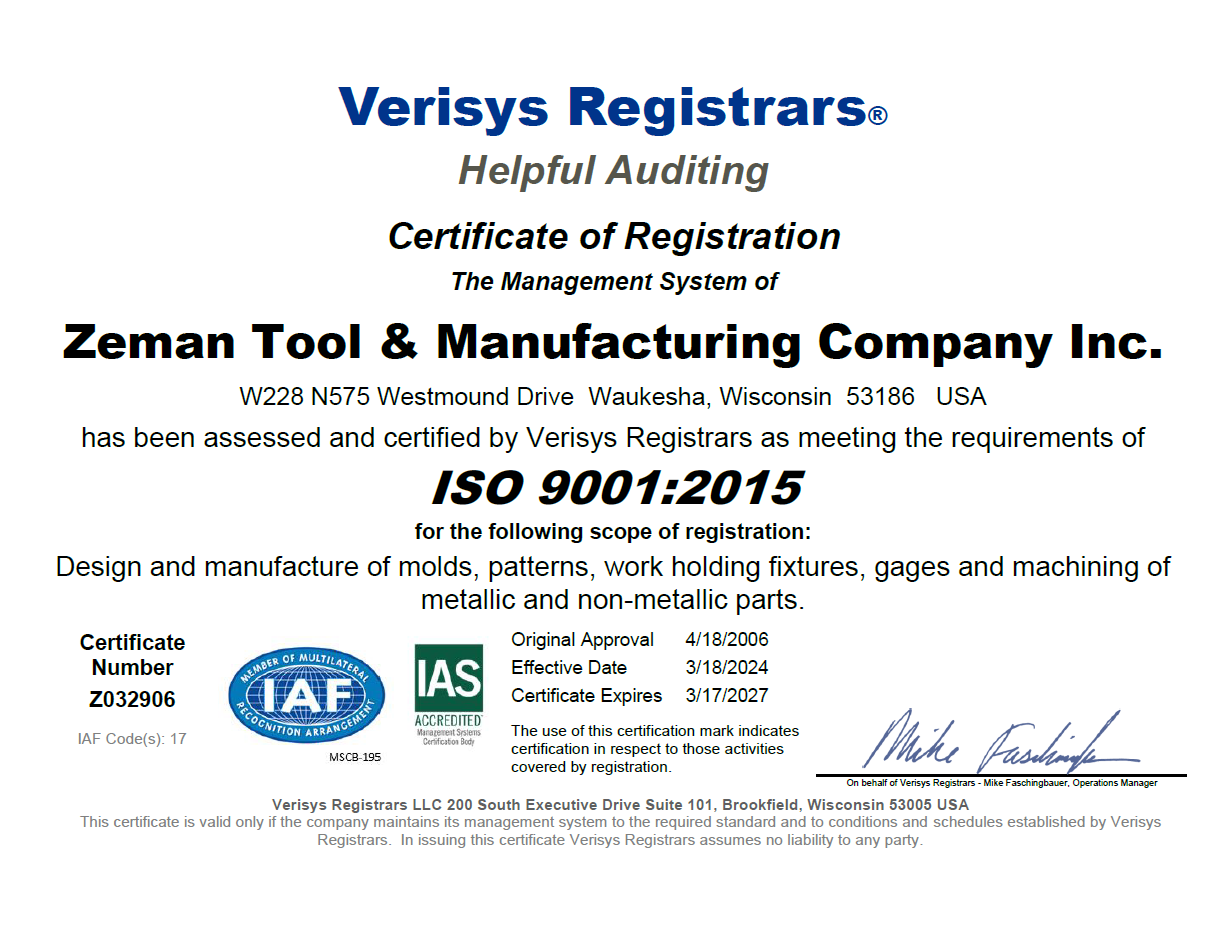 Verisys Registrars®
Helpful Auditing
Certificate of Registration
The Management System of
Zeman Tool & Manufacturing Company Inc.
W228 N575 Westmound Drive  Waukesha, Wisconsin  53186   USA
has been assessed and certified by Verisys Registrars as meeting the requirements of
ISO 9001:2015
for the following scope of registration:
Design and manufacture of molds, patterns, work holding fixtures, gages and machining of
metallic and non-metallic parts.
Certificate
Number
Z032906
IAF Code(s): 17
MEMBER OF MULTILATERAL
IAF
RECOGNITION ARRANGEMENT
MSCB-195
IAS
ACCREDITED
Management Systems
Certification Body
Original Approval 4/18/2006
Effective Date 3/18/2024
Certificate Expires 3/17/2027
The use of this certification mark indicates
certification in respect to those activities
covered by registration.
Mike Faschingbauer
On behalf of Verisys Registrars - Mike Faschingbauer, Operations Manager
Verisys Registrars LLC 200 South Executive Drive Suite 101, Brookfield, Wisconsin 53005 USA
This certificate is valid only if the company maintains its management system to the required standard and to conditions and schedules established by Verisys
Registrars.  In issuing this certificate Verisys Registrars assumes no liability to any party.